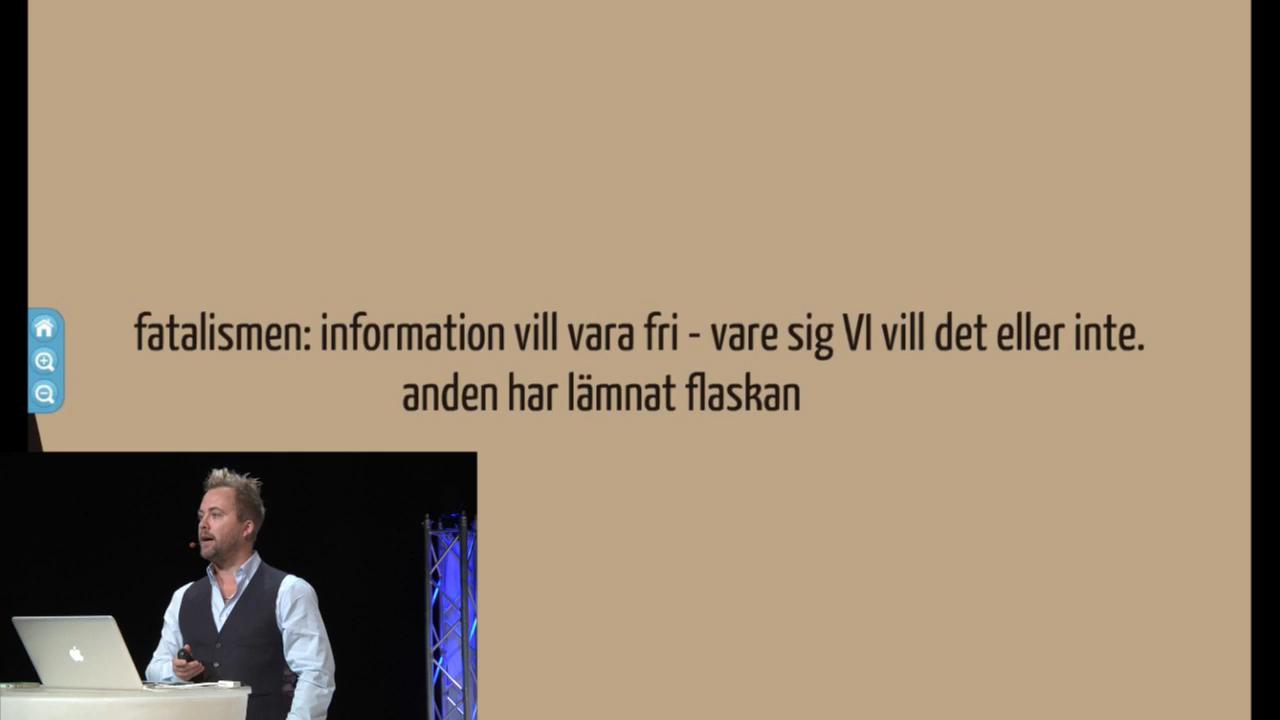 fatalismen: information vill vara fri - vare sig VI vill det eller inte.
anden har lämnat flaskan